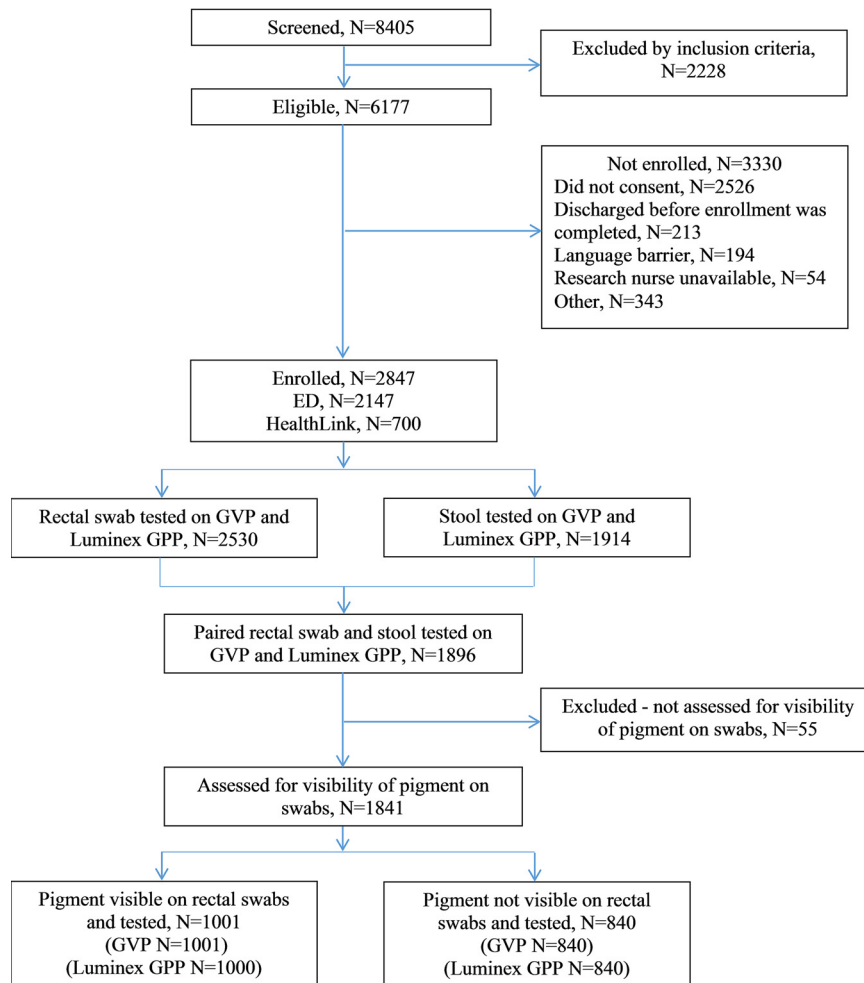 Screened, N=8405
Excluded by inclusion criteria,
N=2228
Eligible, N=6177
Not enrolled, N=3330
Did not consent, N=2526
Discharged before enrollment was
completed, N=213
Language barrier, N=194
Research nurse unavailable, N=54
Other, N=343
Enrolled, N=2847
ED, N=2147
HealthLink, N=700
Rectal swab tested on GVP and
Luminex GPP, N=2530
Stool tested on GVP and
Luminex GPP, N=1914
Paired rectal swab and stool tested on
GVP and Luminex GPP, N=1896
Excluded - not assessed for visibility
of pigment on swabs, N=55
Assessed for visibility of pigment on
swabs, N=1841
Pigment visible on rectal swabs
and tested, N=1001
(GVP N=1001)
(Luminex GPP N=1000)
Pigment not visible on rectal
swabs and tested, N=840
(GVP N=840)
(Luminex GPP N=840)